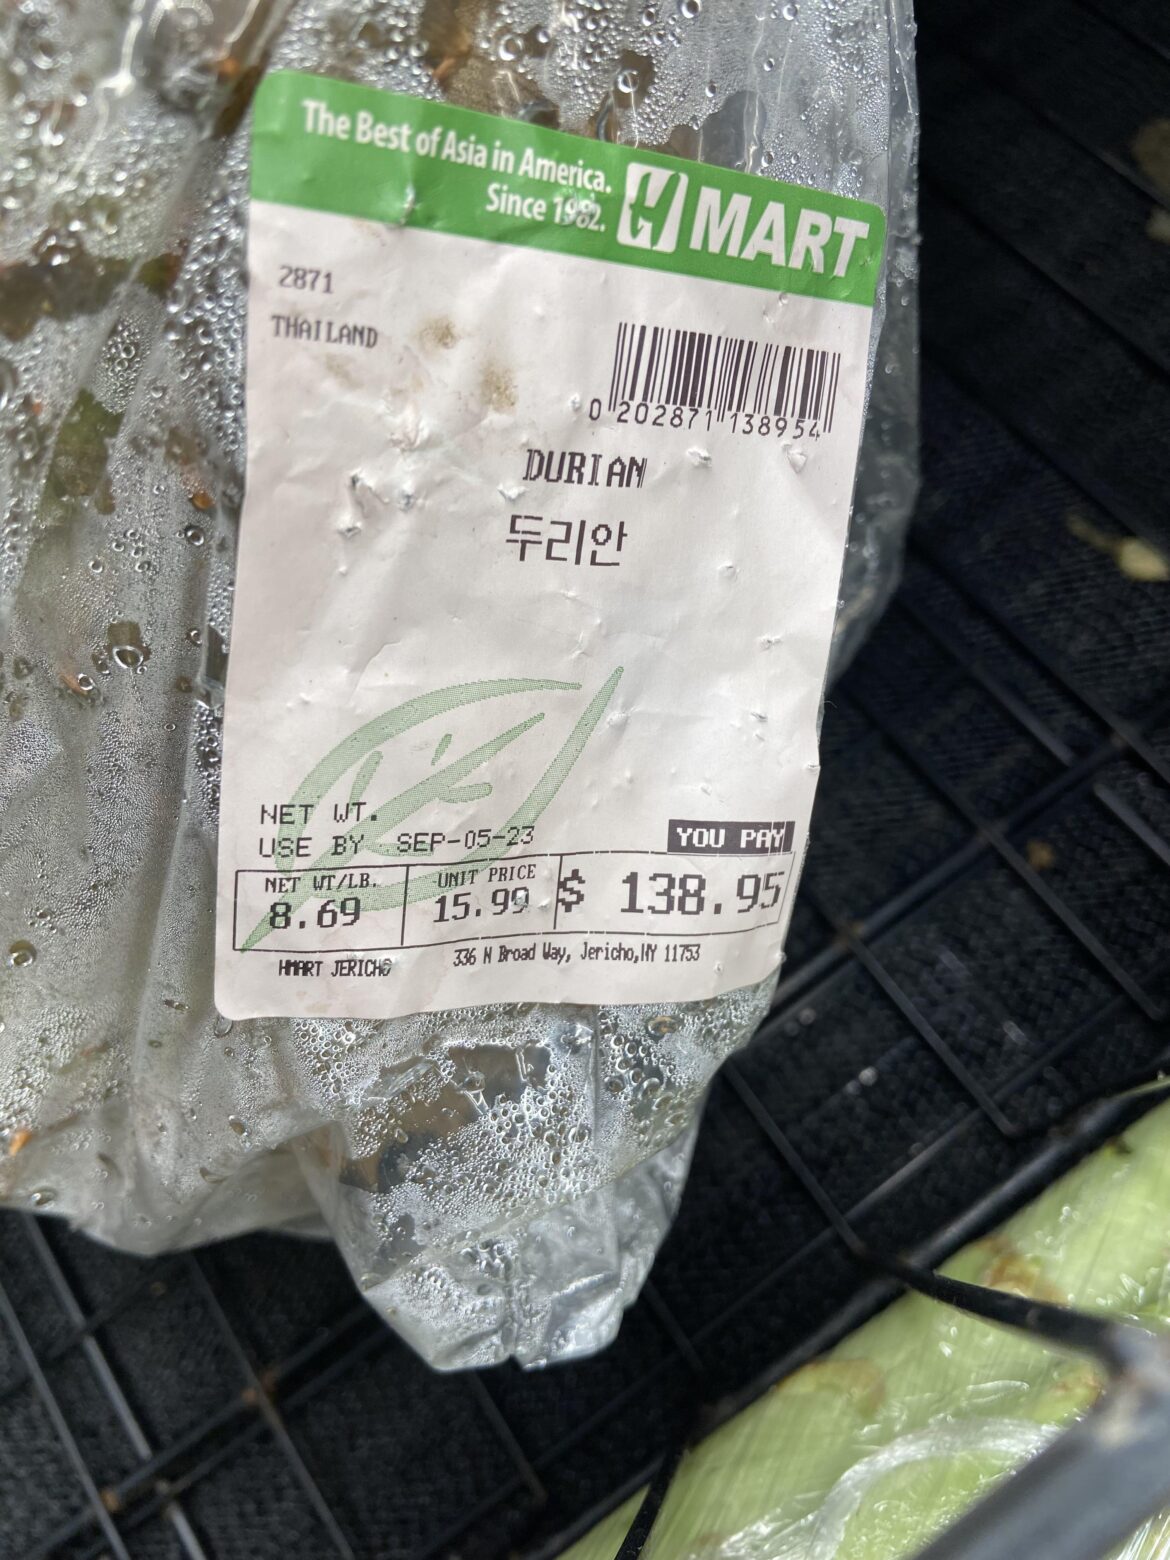 The Best of Asia in America.
Since 1982.
H MART
2871
THAILAND
0 202871 138954
DURIAN
두리안
NET WT.
USE BY SEP-05-23
YOU PAY
NET WT/LB.
UNIT PRICE
8.69
15.99
$ 138.95
HMART JERICHO
336 N Broad Way, Jericho,NY 11753